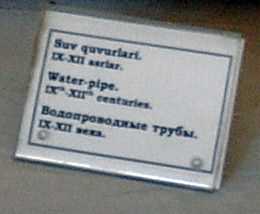 Suv quvurlari.
IX-XII asrlar.
Water-pipe.
IXᵗʰ-XIIᵗʰ centuries.
Водопроводные трубы.
IX-XII века.